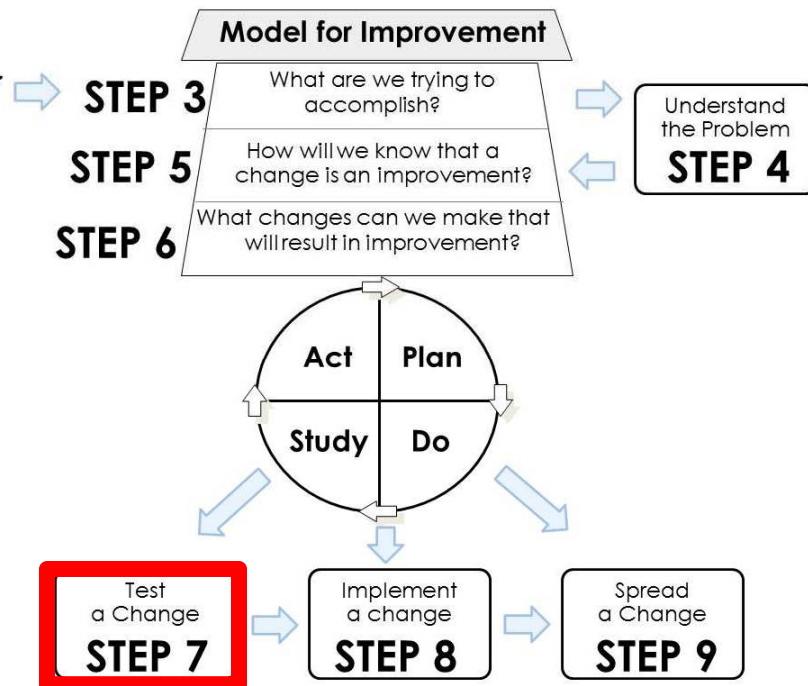 Model for Improvement
STEP 3
What are we trying to
accomplish?
Understand
the Problem
STEP 4
STEP 5
How will we know that a
change is an improvement?
STEP 6
What changes can we make that
will result in improvement?
Act
Plan
Study
Do
Test
a Change
STEP 7
Implement
a change
STEP 8
Spread
a Change
STEP 9